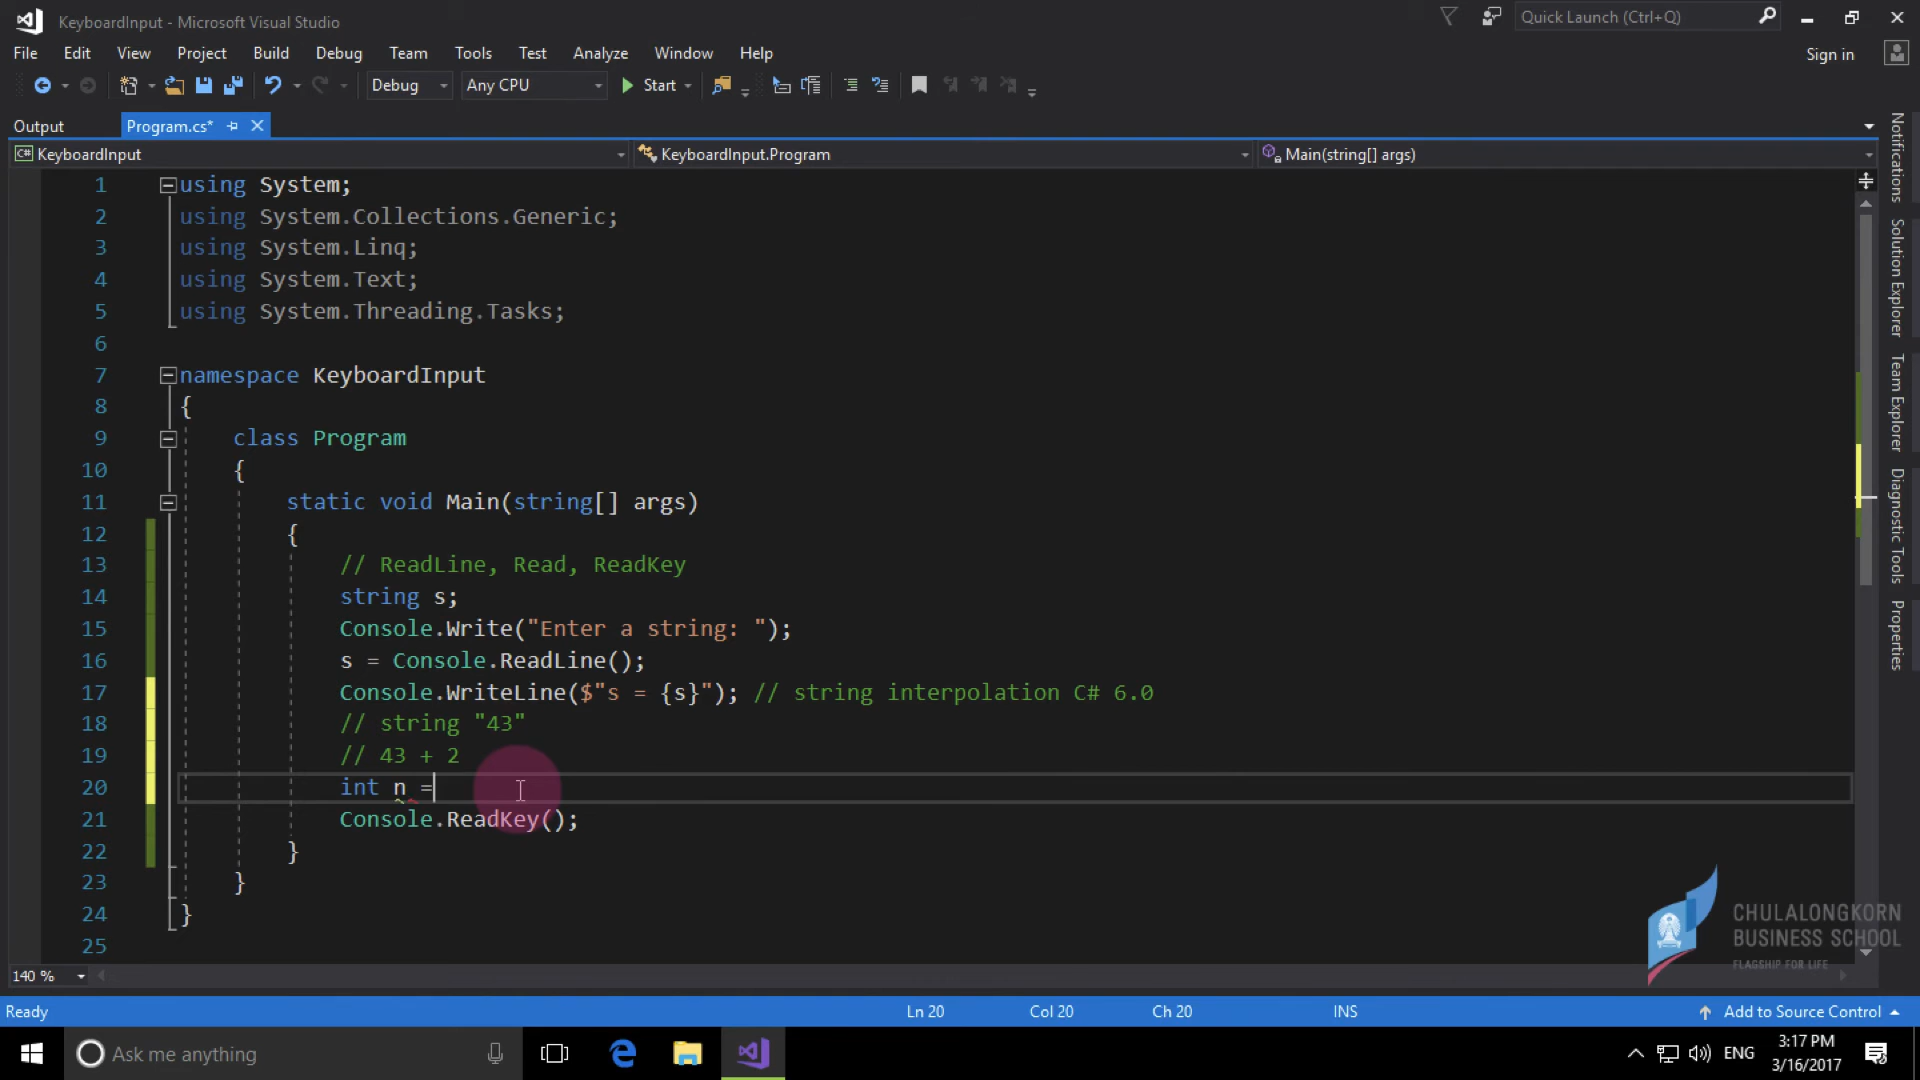 KeyboardInput - Microsoft Visual Studio
Quick Launch (Ctrl+Q)
File Edit View Project Build Debug Team Tools Test Analyze Window Help
Sign in
Debug Any CPU Start
Output Program.cs*
C# KeyboardInput KeyboardInput.Program Main(string[] args)
1 using System;
2 using System.Collections.Generic;
3 using System.Linq;
4 using System.Text;
5 using System.Threading.Tasks;
6
7 namespace KeyboardInput
8 {
9 class Program
10 {
11 static void Main(string[] args)
12 {
13 // ReadLine, Read, ReadKey
14 string s;
15 Console.Write("Enter a string: ");
16 s = Console.ReadLine();
17 Console.WriteLine($"s = {s}"); // string interpolation C# 6.0
18 // string "43"
19 // 43 + 2
20 int n =
21 Console.ReadKey();
22 }
23 }
24 }
25
Notifications
Solution Explorer
Team Explorer
Diagnostic Tools
Properties
CHULALONGKORN
BUSINESS SCHOOL
FLAGSHIP FOR LIFE
140 %
Ready Ln 20 Col 20 Ch 20 INS Add to Source Control
Ask me anything
ENG
3:17 PM
3/16/2017